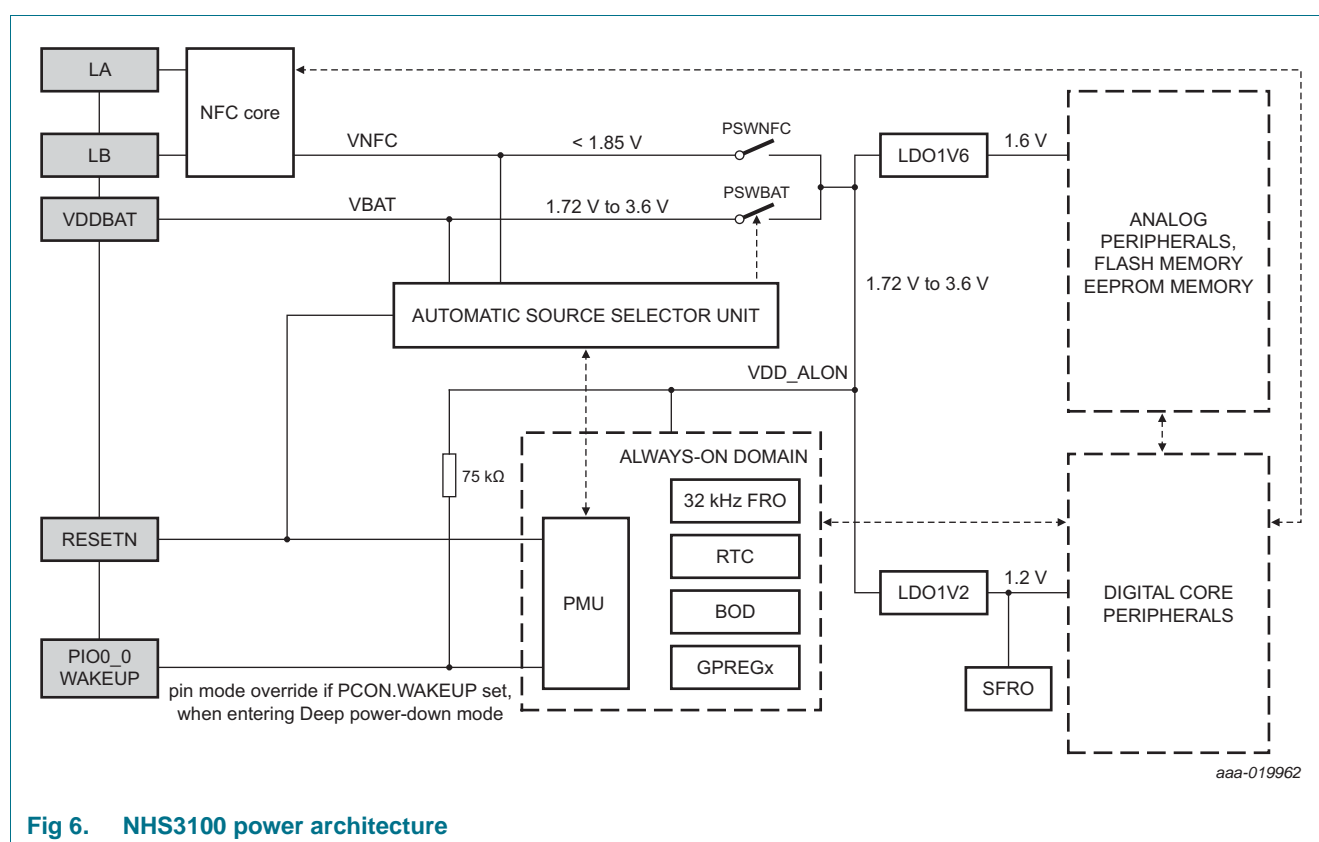 LA
NFC core
LB
VNFC
< 1.85 V
PSWNFC
LDO1V6
1.6 V
VDDBAT
VBAT
1.72 V to 3.6 V
PSWBAT
ANALOG
PERIPHERALS,
FLASH MEMORY
EEPROM MEMORY
1.72 V to 3.6 V
AUTOMATIC SOURCE SELECTOR UNIT
VDD_ALON
75 kΩ
ALWAYS-ON DOMAIN
32 kHz FRO
RTC
BOD
GPREGx
PMU
RESETN
LDO1V2
1.2 V
DIGITAL CORE
PERIPHERALS
SFRO
PIO0_0
WAKEUP
pin mode override if PCON.WAKEUP set,
when entering Deep power-down mode
aaa-019962
Fig 6. NHS3100 power architecture